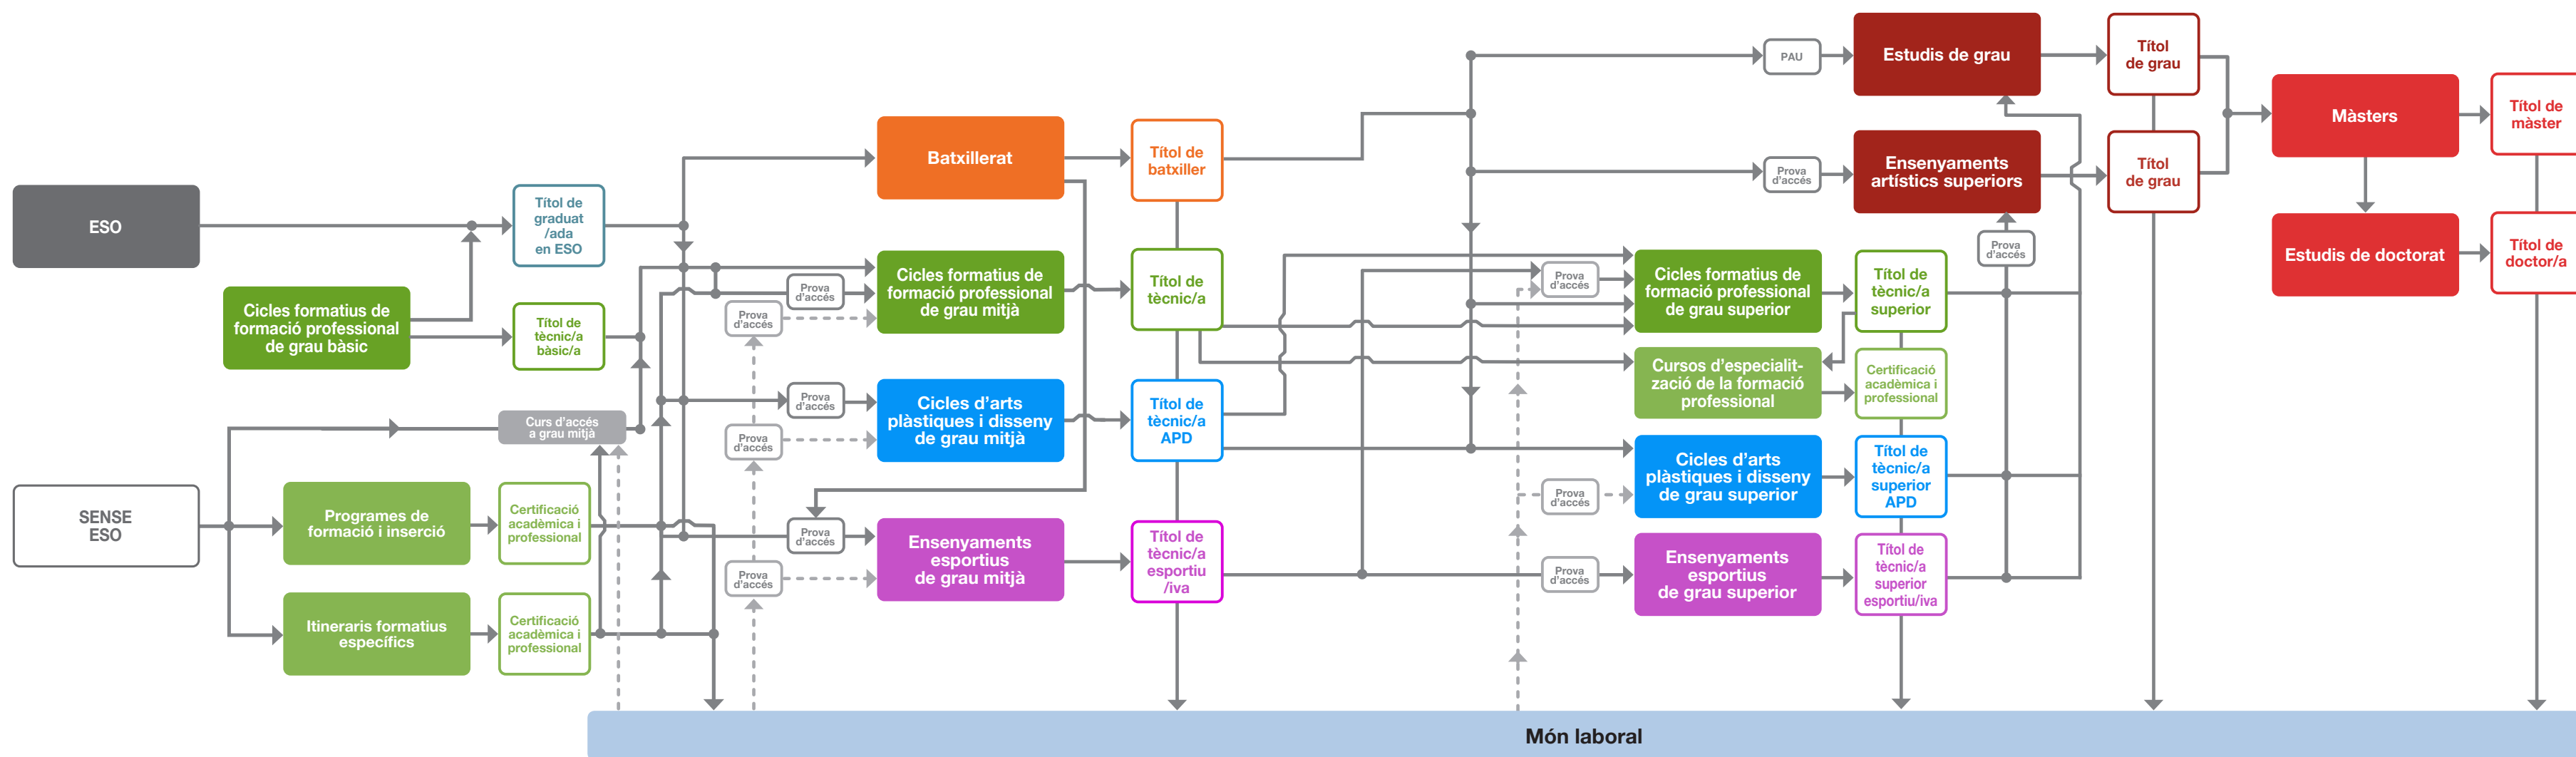 ESO
Cicles formatius de
formació professional
de grau bàsic
SENSE
ESO
Programes de
formació i inserció
Itineraris formatius
específics
Títol de
graduat
/ada
en ESO
Títol de
tècnic/a
bàsic/a
Curs d’accés
a grau mitjà
Certificació
acadèmica i
professional
Certificació
acadèmica i
professional
Prova
d’accés
Prova
d’accés
Prova
d’accés
Prova
d’accés
Prova
d’accés
Prova
d’accés
Batxillerat
Cicles formatius de
formació professional
de grau mitjà
Cicles d’arts
plàstiques i disseny
de grau mitjà
Ensenyaments
esportius
de grau mitjà
Títol de
batxiller
Títol de
tècnic/a
Títol de
tècnic/a
APD
Títol de
tècnic/a
esportiu
/iva
PAU
Prova
d’accés
Prova
d’accés
Prova
d’accés
Prova
d’accés
Estudis de grau
Ensenyaments
artístics superiors
Prova
d’accés
Cicles formatius de
formació professional
de grau superior
Cursos d’especialit-
zació de la formació
professional
Cicles d’arts
plàstiques i disseny
de grau superior
Ensenyaments
esportius
de grau superior
Títol de
tècnic/a
superior
Certificació
acadèmica i
professional
Títol de
tècnic/a
superior
APD
Títol de
tècnic/a
superior
esportiu/iva
Títol
de grau
Títol
de grau
Màsters
Estudis de doctorat
Títol de
màster
Títol de
doctor/a
Món laboral